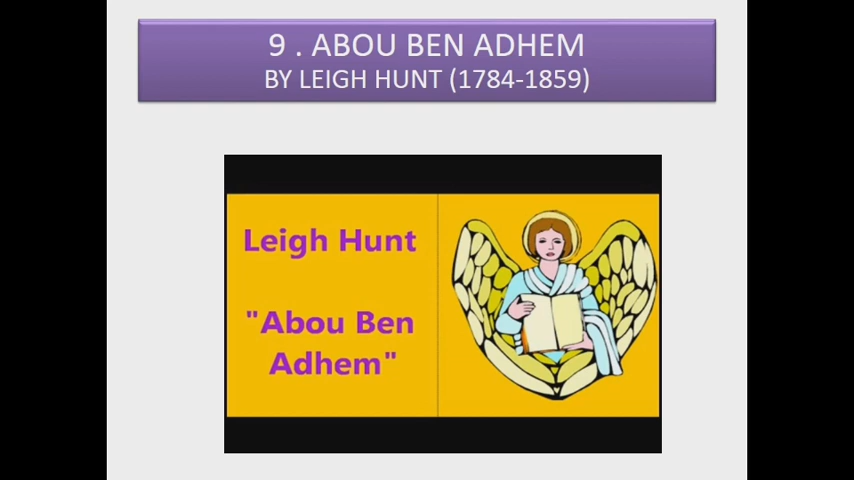 9 . ABOU BEN ADHEM
BY LEIGH HUNT (1784-1859)
Leigh Hunt
"Abou Ben
Adhem"